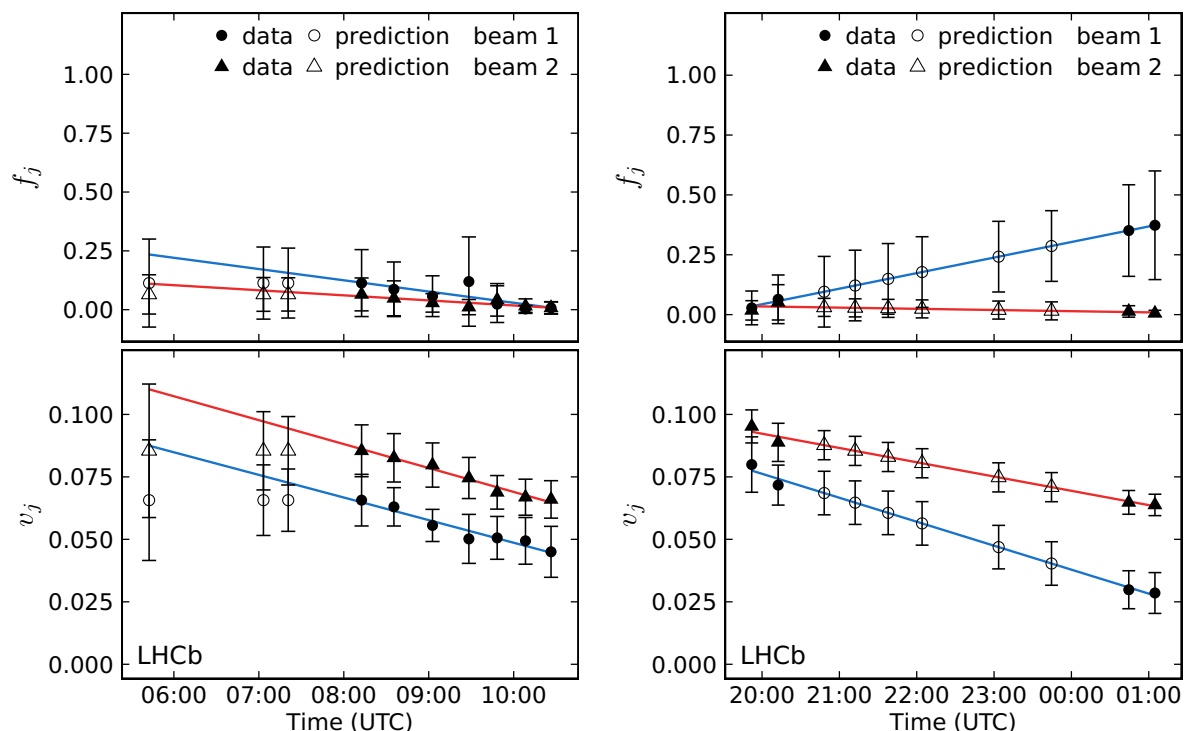 data prediction beam 1
data prediction beam 2
1.00
0.75
0.50
0.25
0.00
f_j
0.100
0.075
0.050
0.025
0.000
v_j
LHCb
06:00 07:00 08:00 09:00 10:00
Time (UTC)
data prediction beam 1
data prediction beam 2
1.00
0.75
0.50
0.25
0.00
f_j
0.100
0.075
0.050
0.025
0.000
v_j
LHCb
20:00 21:00 22:00 23:00 00:00 01:00
Time (UTC)